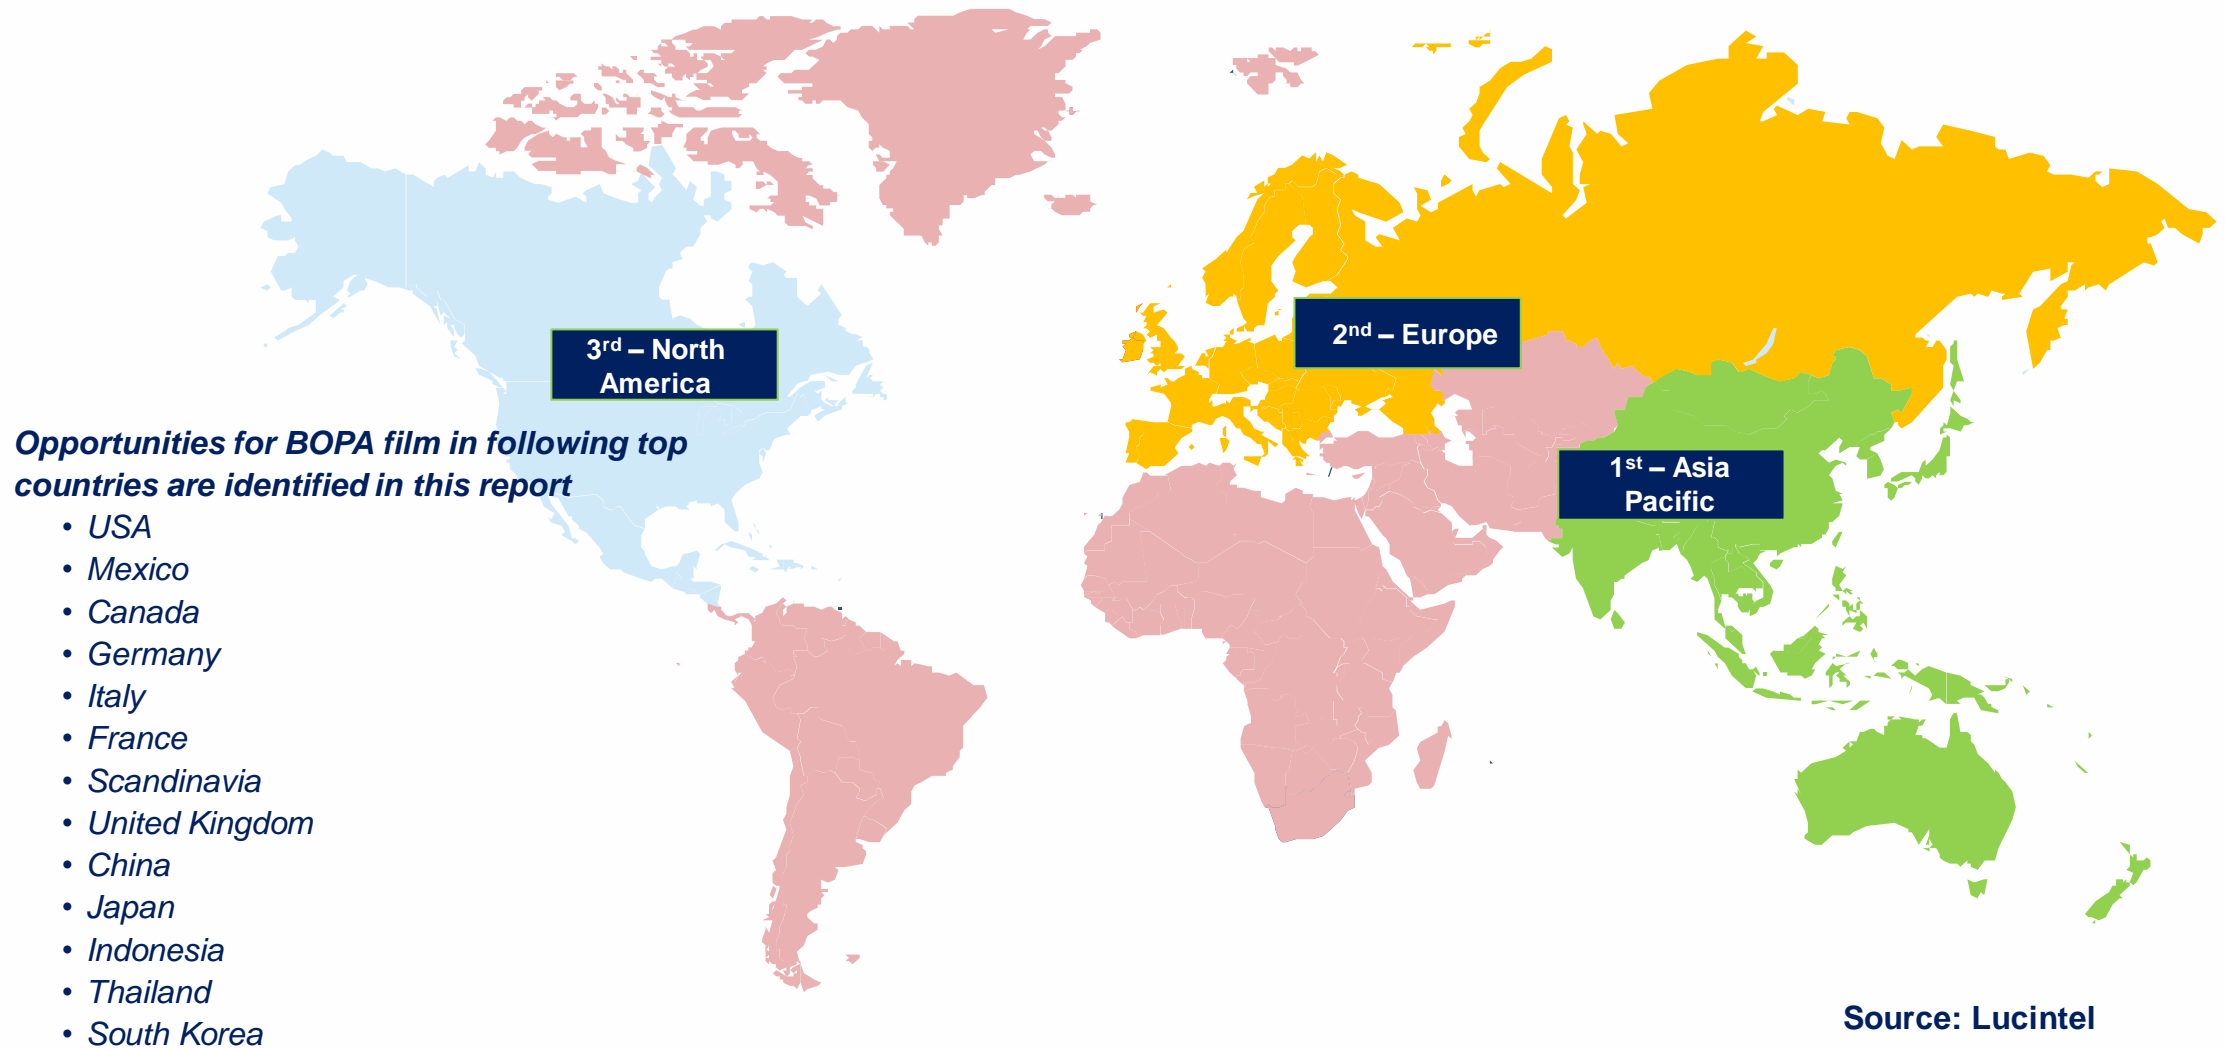 3rd – North
America
2nd – Europe
1st – Asia
Pacific
Opportunities for BOPA film in following top
countries are identified in this report
• USA
• Mexico
• Canada
• Germany
• Italy
• France
• Scandinavia
• United Kingdom
• China
• Japan
• Indonesia
• Thailand
• South Korea
Source: Lucintel